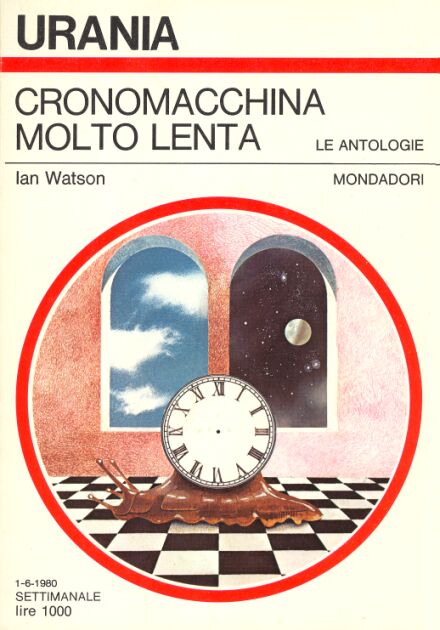 URANIA
CRONOMACCHINA
MOLTO LENTA
LE ANTOLOGIE
Ian Watson
MONDADORI
1-6-1980
SETTIMANALE
lire 1000